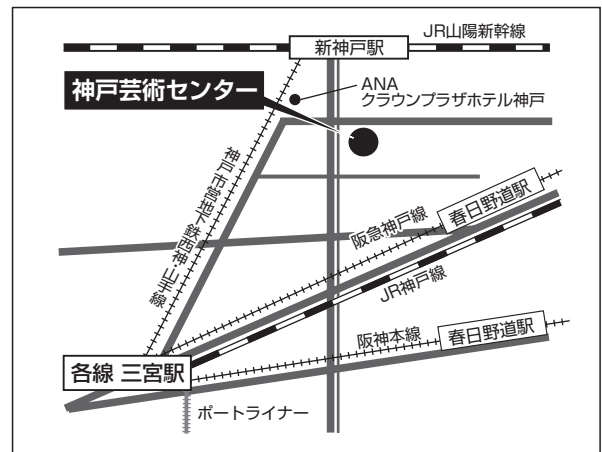 JR山陽新幹線
新神戸駅
神戸芸術センター
ANA
クラウンプラザホテル神戸
神戸市営地下鉄西神・山手線
阪急神戸線
春日野道駅
JR神戸線
阪神本線
春日野道駅
各線 三宮駅
ポートライナー